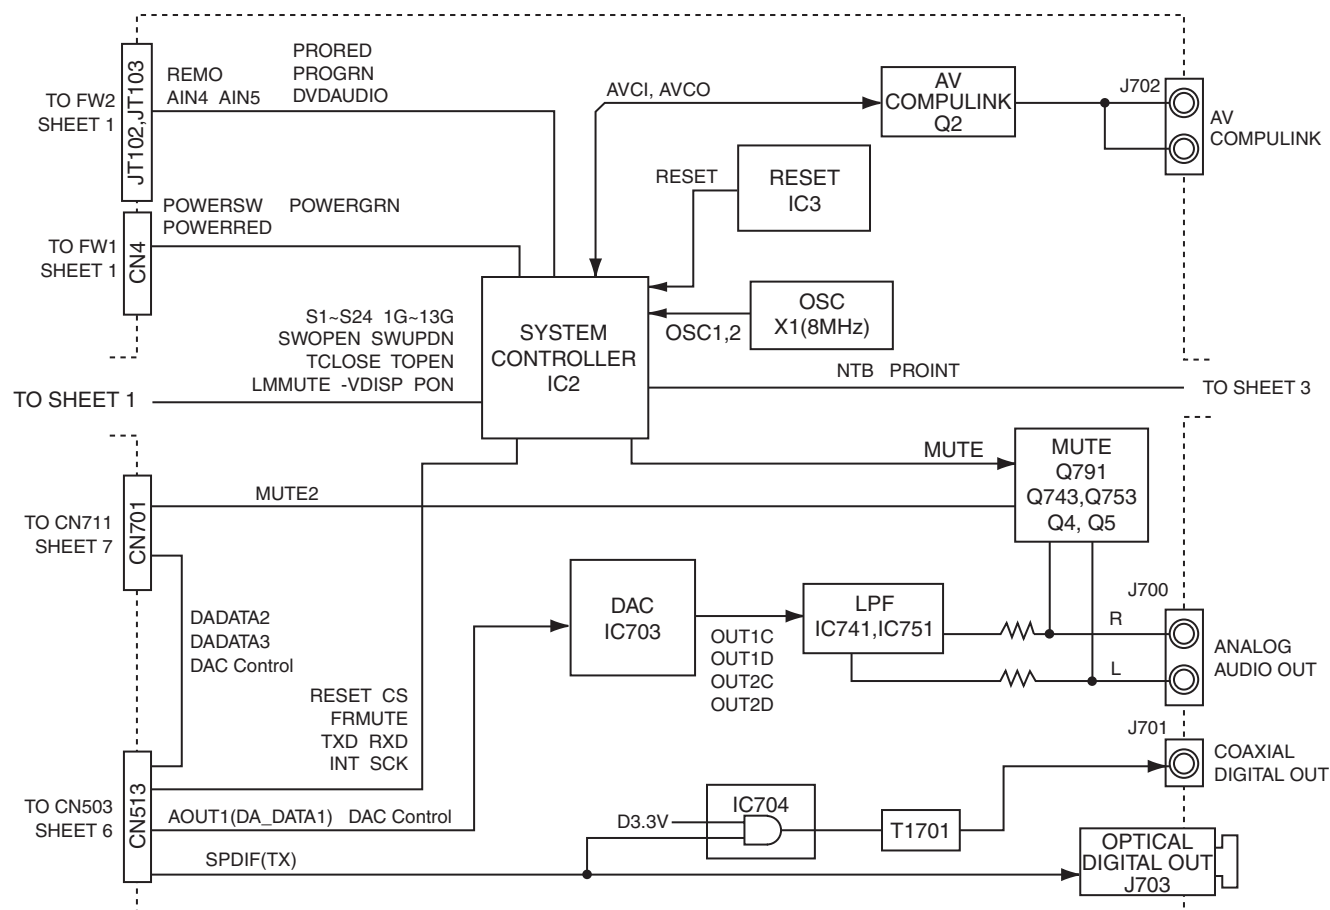 PRORED
REMO PROGRN
AIN4 AIN5 DVDAUDIO
TO FW2
SHEET 1
JT102,JT103
AVCI, AVCO
AV
COMPULINK
Q2
J702
AV
COMPULINK
RESET
RESET
IC3
POWERSW POWERGRN
POWERRED
TO FW1
SHEET 1
CN4
SYSTEM
CONTROLLER
IC2
OSC1,2
OSC
X1(8MHz)
S1~S24 1G~13G
SWOPEN SWUPDN
TCLOSE TOPEN
LMMUTE -VDISP PON
TO SHEET 1
NTB PROINT
TO SHEET 3
MUTE
MUTE
Q791
Q743,Q753
Q4, Q5
MUTE2
TO CN711
SHEET 7
CN701
DADATA2
DADATA3
DAC Control
DAC
IC703
OUT1C
OUT1D
OUT2C
OUT2D
LPF
IC741,IC751
R
L
J700
ANALOG
AUDIO OUT
RESET CS
FRMUTE
TXD RXD
INT SCK
J701
COAXIAL
DIGITAL OUT
TO CN503
SHEET 6
CN513
AOUT1(DA_DATA1) DAC Control
D3.3V
IC704
T1701
SPDIF(TX)
OPTICAL
DIGITAL OUT
J703